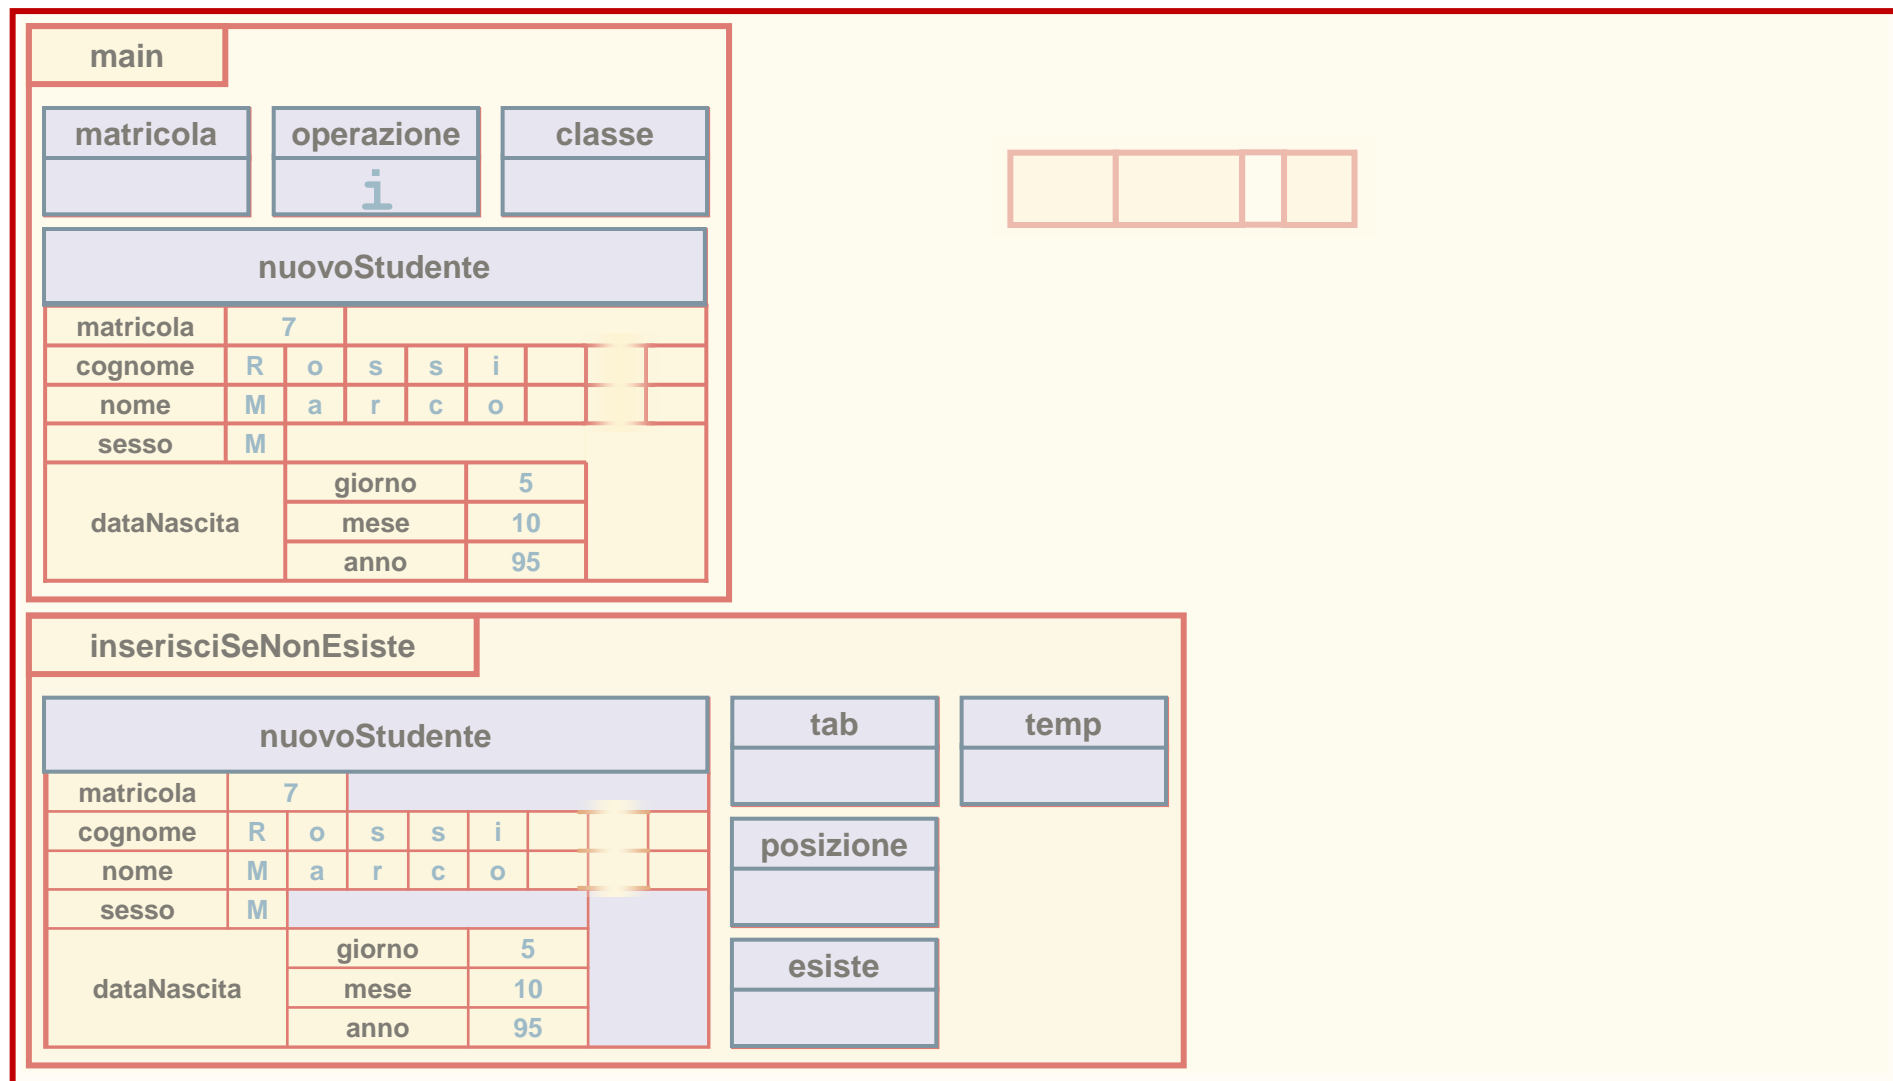 main
matricola operazione classe
i
nuovoStudente
matricola 7
cognome R o s s i
nome M a r c o
sesso M
giorno 5
dataNascita mese 10
anno 95
inserisciSeNonEsiste
nuovoStudente tab temp
matricola 7
cognome R o s s i posizione
nome M a r c o
sesso M
giorno 5 esiste
dataNascita mese 10
anno 95